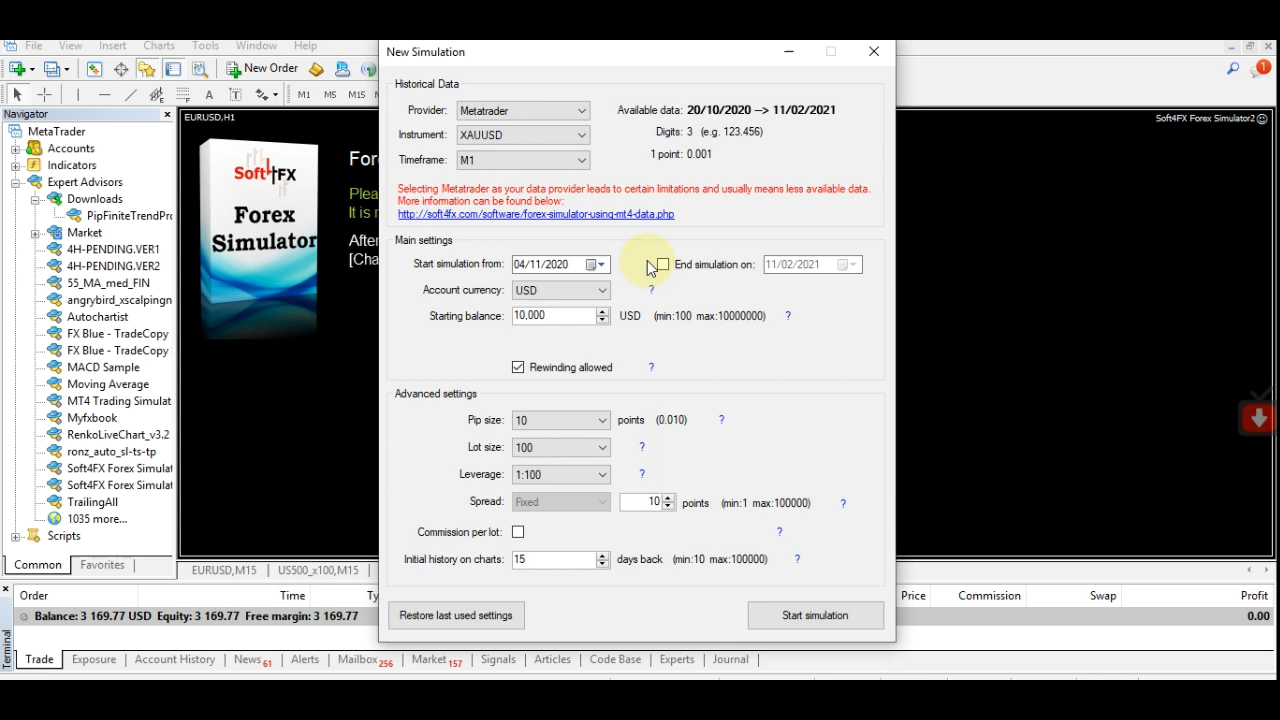 File View Insert Charts Tools Window Help
New Simulation
New Order
1
M1 M5 M15
Navigator
MetaTrader
Accounts
Indicators
Expert Advisors
Downloads
PipFiniteTrendPr
Market
4H-PENDING.VER1
4H-PENDING.VER2
55_MA_med_FIN
angrybird_xscalpingn
Autochartist
FX Blue - TradeCopy
FX Blue - TradeCopy
MACD Sample
Moving Average
MT4 Trading Simulat
Myfxbook
RenkoLiveChart_v3.2
ronz_auto_sl-ts-tp
Soft4FX Forex Simulat
Soft4FX Forex Simulat
TrailingAll
1035 more...
Scripts
Common Favorites
EURUSD,H1
Soft4FX Forex Simulator2
Soft4FX
Forex
Simulator
For
Plea
It is r
After
[Cha
Historical Data
Provider: Metatrader Available data: 20/10/2020 --> 11/02/2021
Instrument: XAUUSD Digits: 3 (e.g. 123.456)
Timeframe: M1 1 point: 0.001
Selecting Metatrader as your data provider leads to certain limitations and usually means less available data.
More information can be found below:
http://soft4fx.com/software/forex-simulator-using-mt4-data.php
Main settings
Start simulation from: 04/11/2020 End simulation on: 11/02/2021
Account currency: USD ?
Starting balance: 10,000 USD (min:100 max:10000000) ?
Rewinding allowed ?
Advanced settings
Pip size: 10 points (0.010) ?
Lot size: 100 ?
Leverage: 1:100 ?
Spread: Fixed 10 points (min:1 max:100000) ?
Commission per lot: ?
Initial history on charts: 15 days back (min:10 max:100000) ?
Restore last used settings Start simulation
EURUSD,M15 US500_x100,M15
Order Time Ty Price Commission Swap Profit
Balance: 3 169.77 USD Equity: 3 169.77 Free margin: 3 169.77 0.00
Terminal
Trade Exposure Account History News 61 Alerts Mailbox 256 Market 157 Signals Articles Code Base Experts Journal